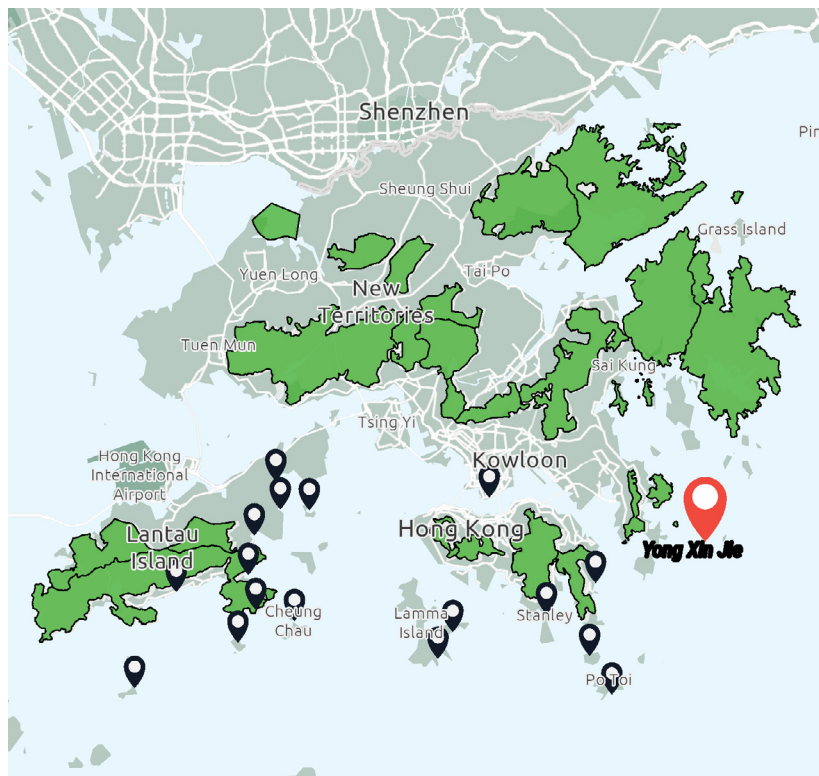 Shenzhen
Pin
Sheung Shui
Grass Island
Yuen Long
Tai Po
New
Territories
Tuen Mun
Sai Kung
Tsing Yi
Hong Kong
International
Airport
Kowloon
Lantau
Island
Hong Kong
Yong Xin Jie
Cheung
Chau
Lamma
Island
Stanley
Po Toi